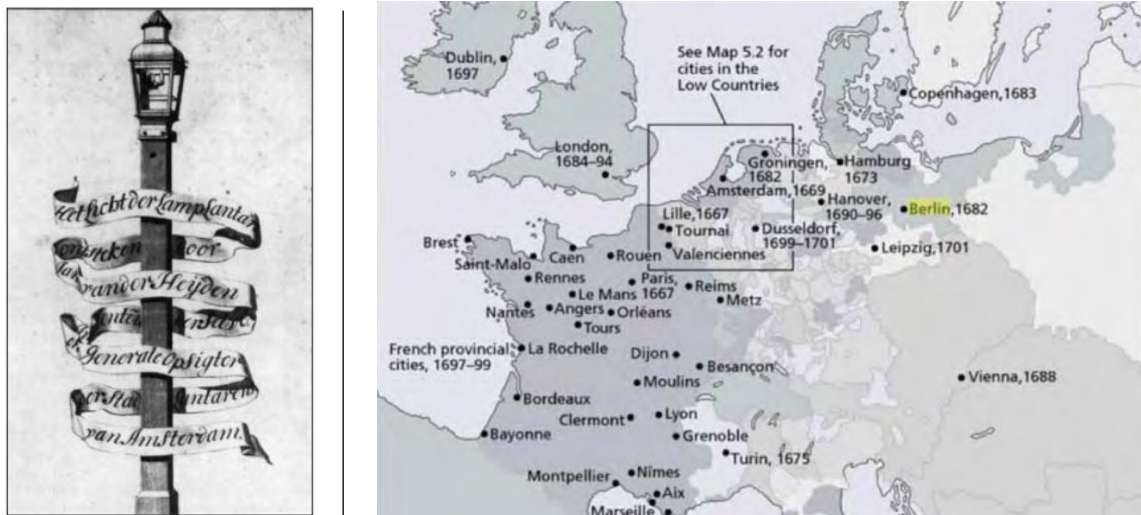 Het licht der Lamplantar
van der Heyden
Generale Opsigter
van Amsterdam.
Dublin,
1697
See Map 5.2 for
cities in the
Low Countries
Copenhagen, 1683
London,
1684–94
Groningen,
1682
Hamburg
1673
Amsterdam, 1669
Hanover,
1690–96
Berlin, 1682
Lille, 1667
Tournai
Dusseldorf,
1699–1701
Leipzig, 1701
Brest
Caen
Rouen
Valenciennes
Saint-Malo
Rennes
Paris,
1667
Reims
Le Mans
Metz
Nantes
Angers
Orléans
Tours
French provincial
cities, 1697–99
La Rochelle
Dijon
Besançon
Vienna, 1688
Moulins
Bordeaux
Clermont
Lyon
Bayonne
Grenoble
Turin, 1675
Montpellier
Nîmes
Aix
Marseille